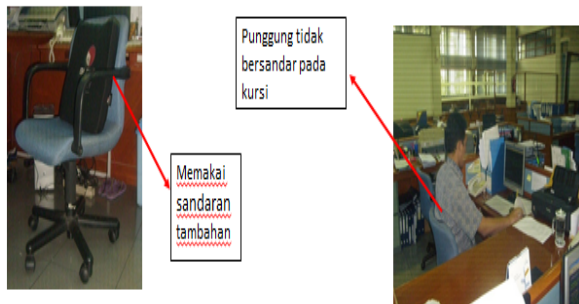 Punggung tidak
bersandar pada
kursi
Memakai
sandaran
tambahan